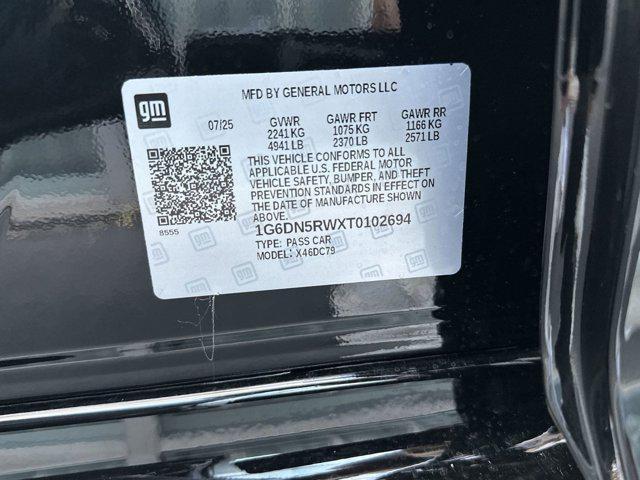 MFD BY GENERAL MOTORS LLC
gm
07/25 GVWR GAWR FRT GAWR RR
2241 KG 1075 KG 1166 KG
4941 LB 2370 LB 2571 LB
THIS VEHICLE CONFORMS TO ALL
APPLICABLE U.S. FEDERAL MOTOR
VEHICLE SAFETY, BUMPER, AND THEFT
PREVENTION STANDARDS IN EFFECT ON
THE DATE OF MANUFACTURE SHOWN
ABOVE.
8555
1G6DN5RWXT0102694
TYPE: PASS CAR
MODEL: X46DC79